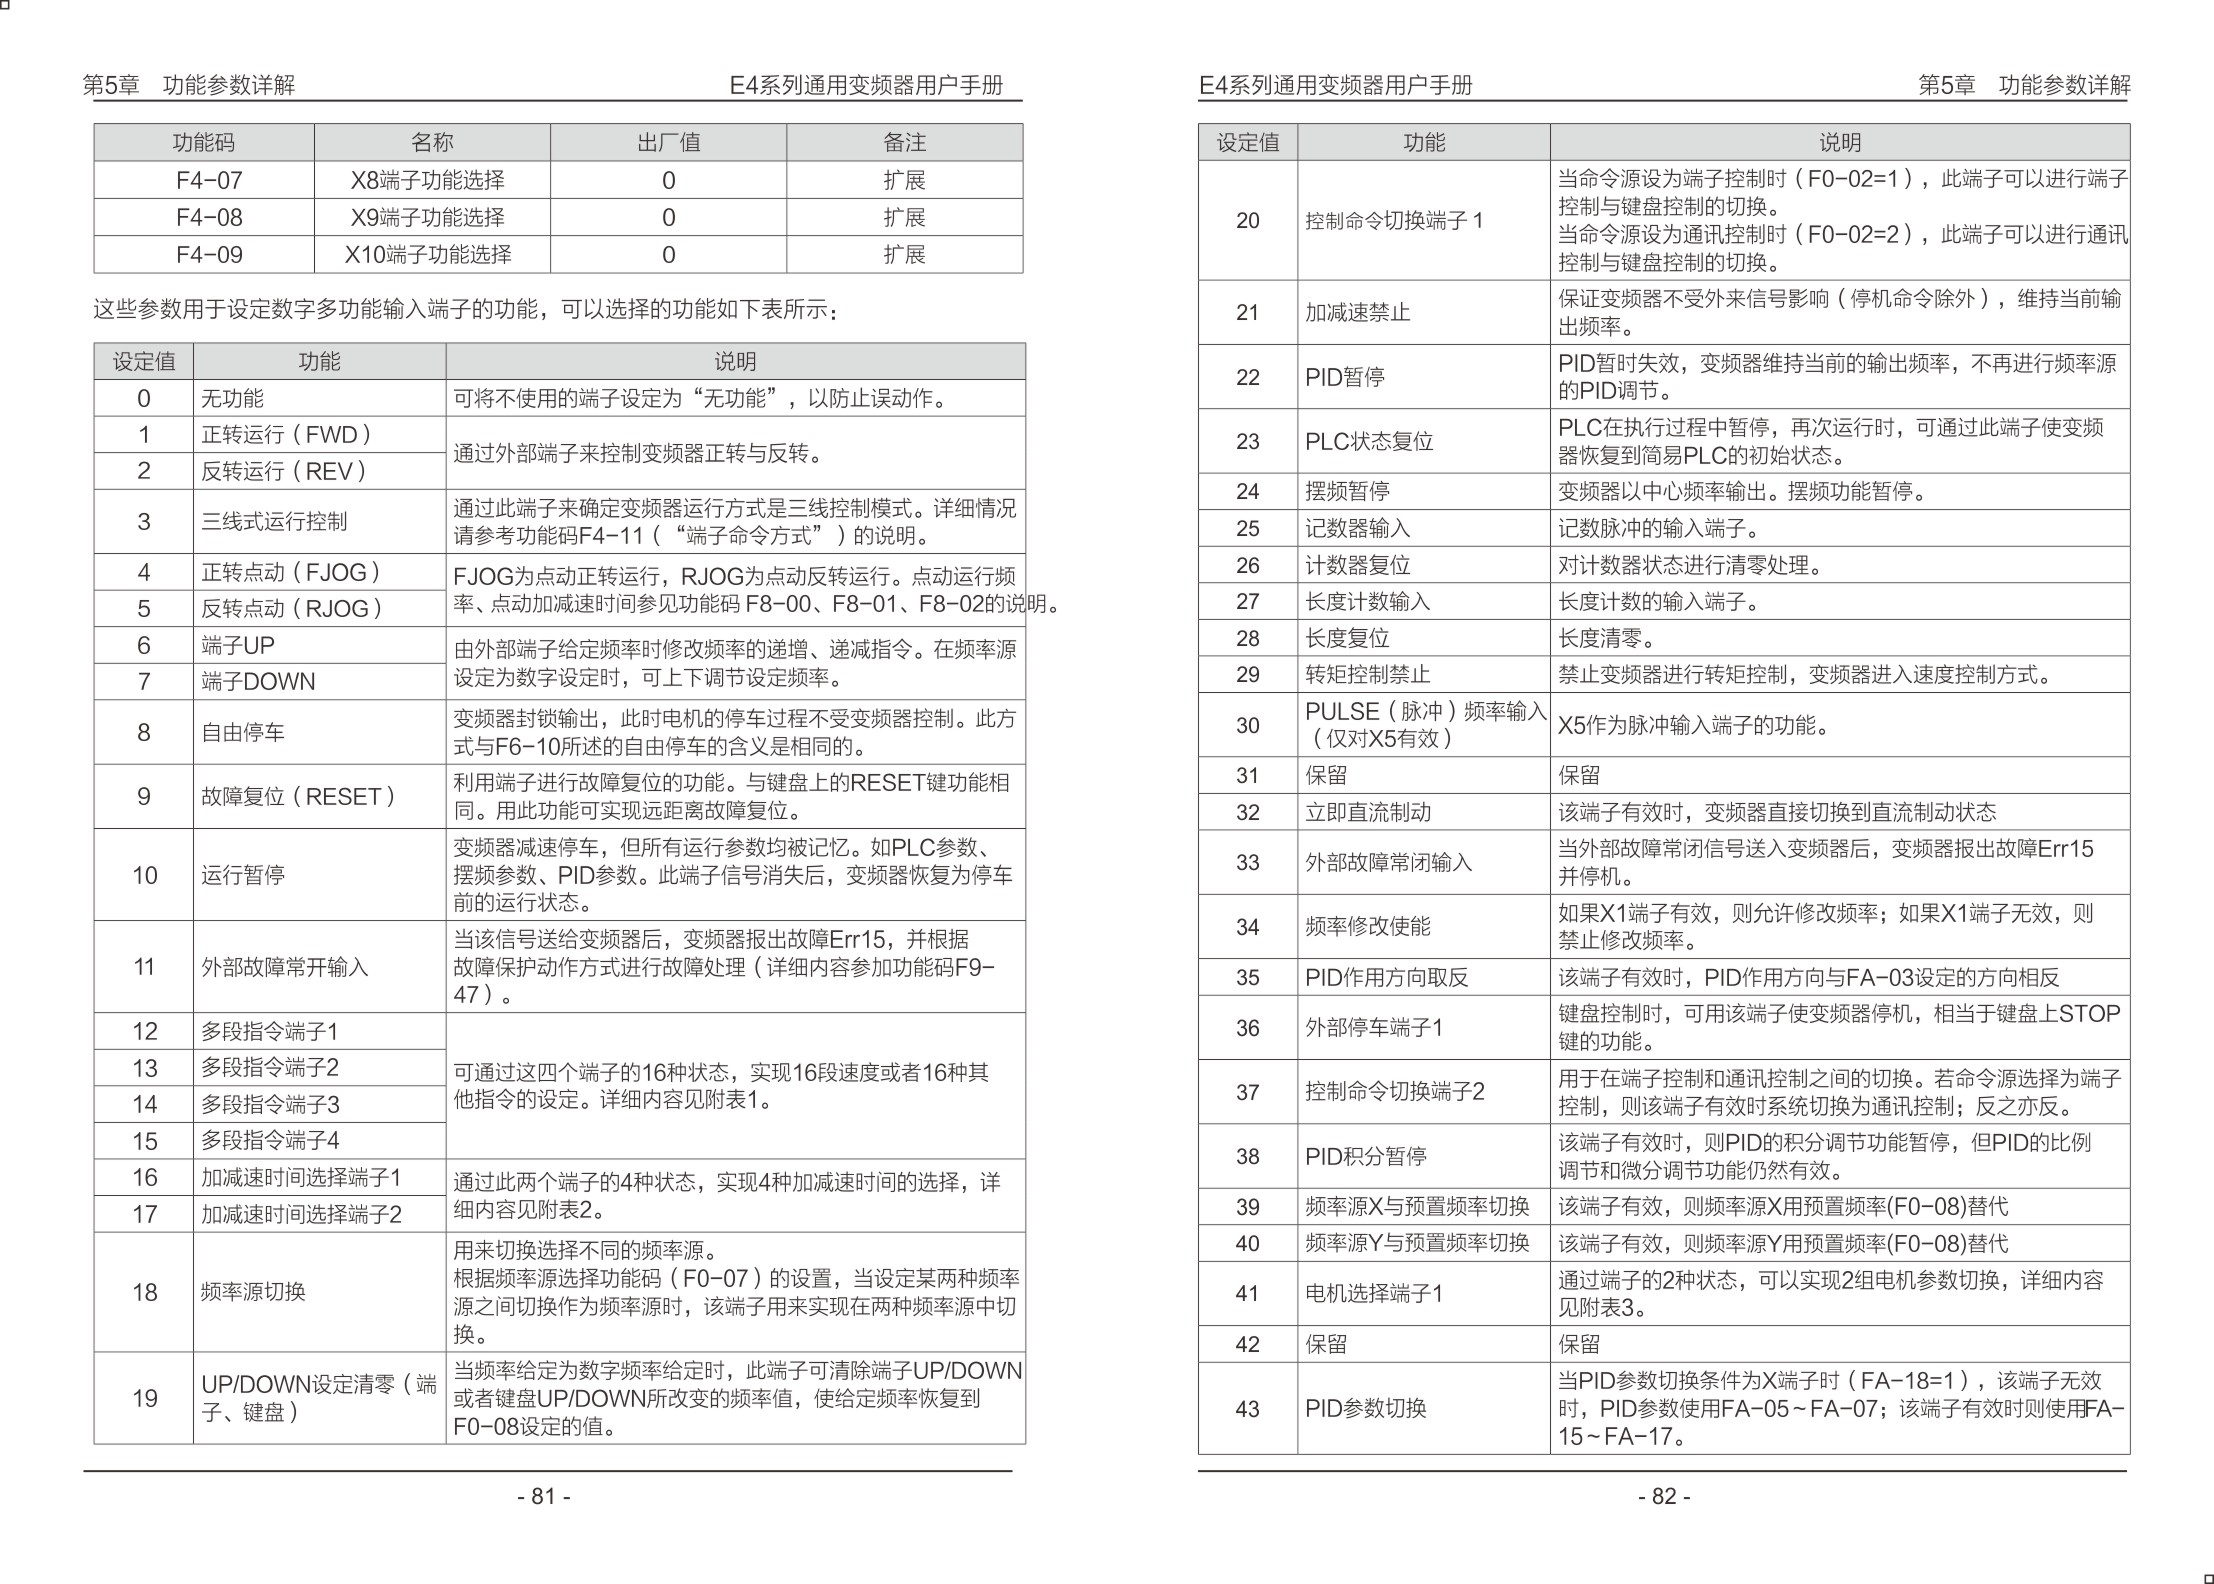 第5章 功能参数详解 E4系列通用变频器用户手册
功能码 名称 出厂值 备注
F4-07 X8端子功能选择 0 扩展
F4-08 X9端子功能选择 0 扩展
F4-09 X10端子功能选择 0 扩展
这些参数用于设定数字多功能输入端子的功能，可以选择的功能如下表所示：
设定值 功能 说明
0 无功能 可将不使用的端子设定为“无功能”，以防止误动作。
1 正转运行（FWD）
通过外部端子来控制变频器正转与反转。
2 反转运行（REV）
3 三线式运行控制
通过此端子来确定变频器运行方式是三线控制模式。详细情况
请参考功能码F4-11（“端子命令方式”）的说明。
4 正转点动（FJOG）
5 反转点动（RJOG）
FJOG为点动正转运行，RJOG为点动反转运行。点动运行频
率、点动加减速时间参见功能码 F8-00、F8-01、F8-02的说明。
6 端子UP
7 端子DOWN
由外部端子给定频率时修改频率的递增、递减指令。在频率源
设定为数字设定时，可上下调节设定频率。
8 自由停车
变频器封锁输出，此时电机的停车过程不受变频器控制。此方
式与F6-10所述的自由停车的含义是相同的。
9 故障复位（RESET）
利用端子进行故障复位的功能。与键盘上的RESET键功能相
同。用此功能可实现远距离故障复位。
10 运行暂停
变频器减速停车，但所有运行参数均被记忆。如PLC参数、
摆频参数、PID参数。此端子信号消失后，变频器恢复为停车
前的运行状态。
11 外部故障常开输入
当该信号送给变频器后，变频器报出故障Err15，并根据
故障保护动作方式进行故障处理（详细内容参加功能码F9-
47）。
12 多段指令端子1
13 多段指令端子2
14 多段指令端子3
15 多段指令端子4
可通过这四个端子的16种状态，实现16段速度或者16种其
他指令的设定。详细内容见附表1。
16 加减速时间选择端子1
17 加减速时间选择端子2
通过此两个端子的4种状态，实现4种加减速时间的选择，详
细内容见附表2。
18 频率源切换
用来切换选择不同的频率源。
根据频率源选择功能码（F0-07）的设置，当设定某两种频率
源之间切换作为频率源时，该端子用来实现在两种频率源中切
换。
19 UP/DOWN设定清零（端
子、键盘）
当频率给定为数字频率给定时，此端子可清除端子UP/DOWN
或者键盘UP/DOWN所改变的频率值，使给定频率恢复到
F0-08设定的值。
- 81 -
E4系列通用变频器用户手册 第5章 功能参数详解
设定值 功能 说明
20 控制命令切换端子 1
当命令源设为端子控制时（F0-02=1），此端子可以进行端子
控制与键盘控制的切换。
当命令源设为通讯控制时（F0-02=2），此端子可以进行通讯
控制与键盘控制的切换。
21 加减速禁止
保证变频器不受外来信号影响（停机命令除外），维持当前输
出频率。
22 PID暂停
PID暂时失效，变频器维持当前的输出频率，不再进行频率源
的PID调节。
23 PLC状态复位
PLC在执行过程中暂停，再次运行时，可通过此端子使变频
器恢复到简易PLC的初始状态。
24 摆频暂停 变频器以中心频率输出。摆频功能暂停。
25 记数器输入 记数脉冲的输入端子。
26 计数器复位 对计数器状态进行清零处理。
27 长度计数输入 长度计数的输入端子。
28 长度复位 长度清零。
29 转矩控制禁止 禁止变频器进行转矩控制，变频器进入速度控制方式。
30 PULSE（脉冲）频率输入
（仅对X5有效）
X5作为脉冲输入端子的功能。
31 保留 保留
32 立即直流制动 该端子有效时，变频器直接切换到直流制动状态
33 外部故障常闭输入
当外部故障常闭信号送入变频器后，变频器报出故障Err15
并停机。
34 频率修改使能
如果X1端子有效，则允许修改频率；如果X1端子无效，则
禁止修改频率。
35 PID作用方向取反 该端子有效时，PID作用方向与FA-03设定的方向相反
36 外部停车端子1
键盘控制时，可用该端子使变频器停机，相当于键盘上STOP
键的功能。
37 控制命令切换端子2
用于在端子控制和通讯控制之间的切换。若命令源选择为端子
控制，则该端子有效时系统切换为通讯控制；反之亦反。
38 PID积分暂停
该端子有效时，则PID的积分调节功能暂停，但PID的比例
调节和微分调节功能仍然有效。
39 频率源X与预置频率切换 该端子有效，则频率源X用预置频率(F0-08)替代
40 频率源Y与预置频率切换 该端子有效，则频率源Y用预置频率(F0-08)替代
41 电机选择端子1
通过端子的2种状态，可以实现2组电机参数切换，详细内容
见附表3。
42 保留 保留
43 PID参数切换
当PID参数切换条件为X端子时（FA-18=1），该端子无效
时，PID参数使用FA-05～FA-07；该端子有效时则使用FA-
15～FA-17。
- 82 -